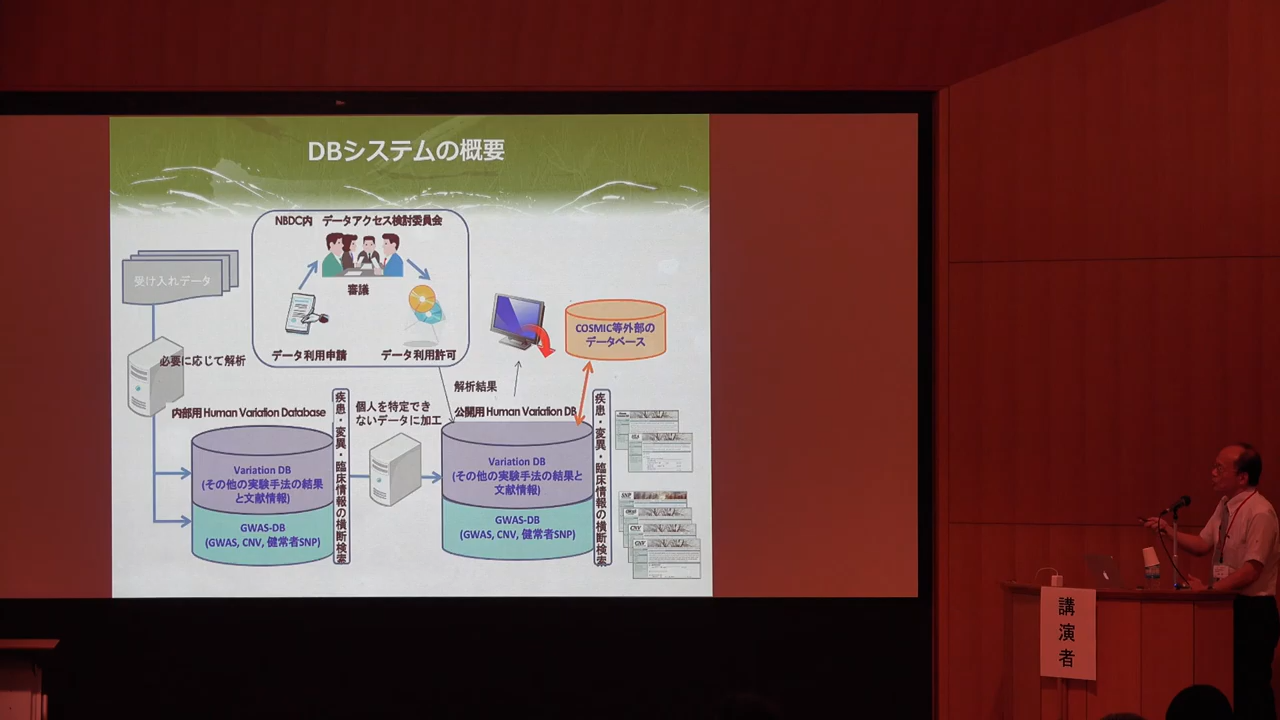 DBシステムの概要
NBDC内 データアクセス検討委員会
審議
データ利用申請
データ利用許可
受け入れデータ
必要に応じて解析
COSMIC等外部の
データベース
解析結果
内部用 Human Variation Database
個人を特定でき
ないデータに加工
公開用 Human Variation DB
Variation DB
(その他の実験手法の結果
と文献情報)
GWAS-DB
(GWAS, CNV, 健常者SNP)
疾患・変異・臨床情報の横断検索
Variation DB
(その他の実験手法の結果と
文献情報)
GWAS-DB
(GWAS, CNV, 健常者SNP)
疾患・変異・臨床情報の横断検索
SNP
CNV
CNV
講演者